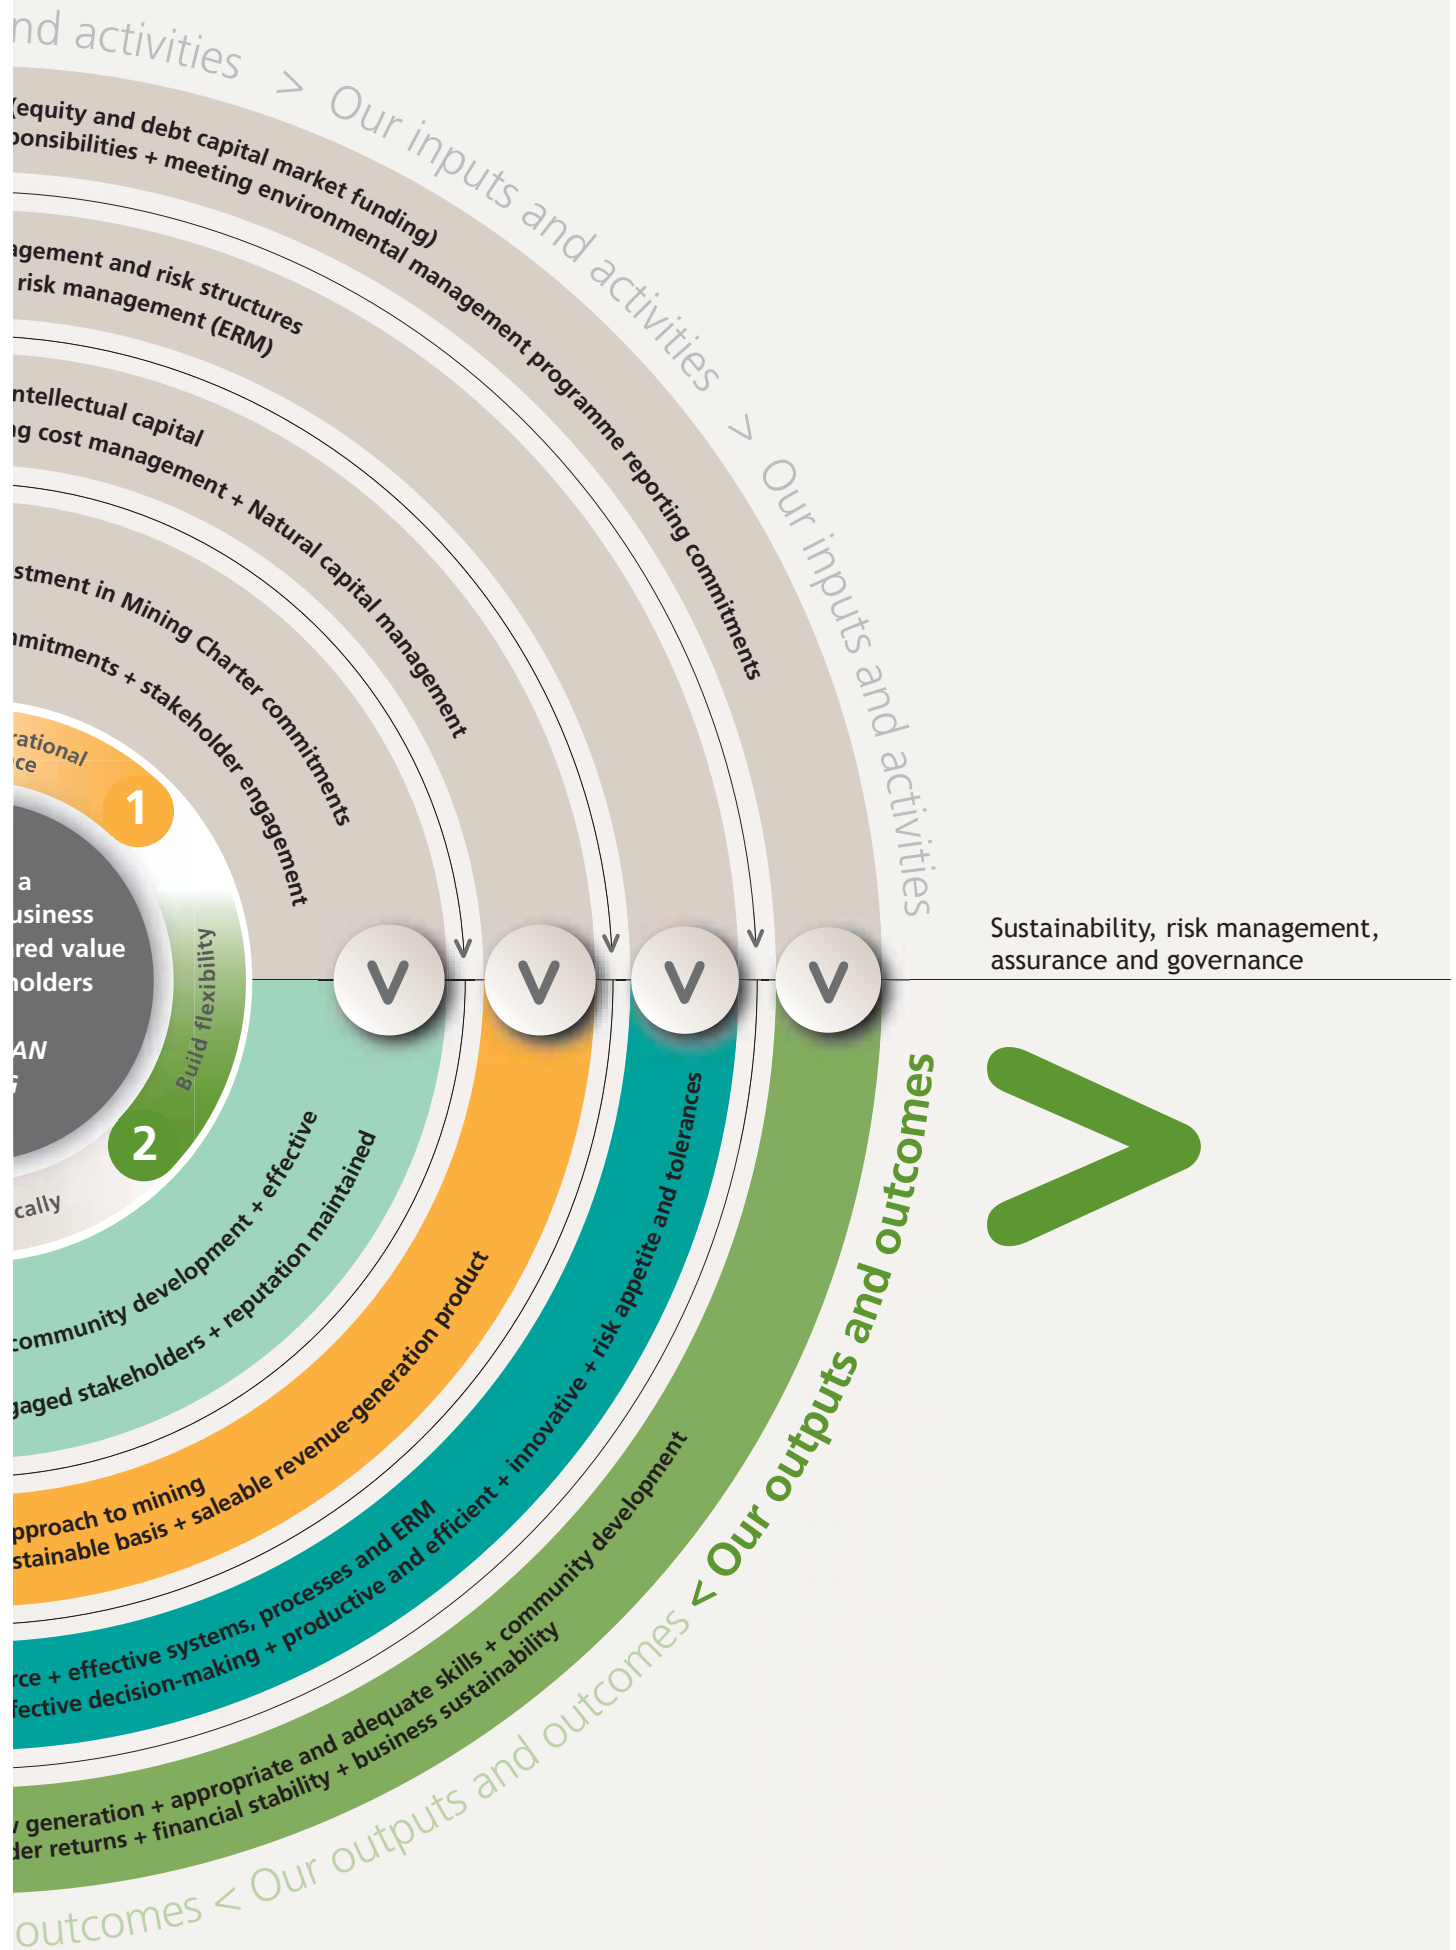 nd activities > Our inputs and activities > Our inputs and activities
(equity and debt capital market funding)
ponsibilities + meeting environmental management programme reporting commitments
agement and risk structures
risk management (ERM)
ntellectual capital
ng cost management + Natural capital management
stment in Mining Charter commitments
mmitments + stakeholder engagement
rational
ce
1
a
usiness
red value
holders
AN
G
Build flexibility
2
cally
Sustainability, risk management,
assurance and governance
community development + effective
gaged stakeholders + reputation maintained
pproach to mining
stainable basis + saleable revenue-generation product
rce + effective systems, processes and ERM
fective decision-making + productive and efficient + innovative + risk appetite and tolerances
w generation + appropriate and adequate skills + community development
der returns + financial stability + business sustainability
outcomes < Our outputs and outcomes < Our outputs and outcomes